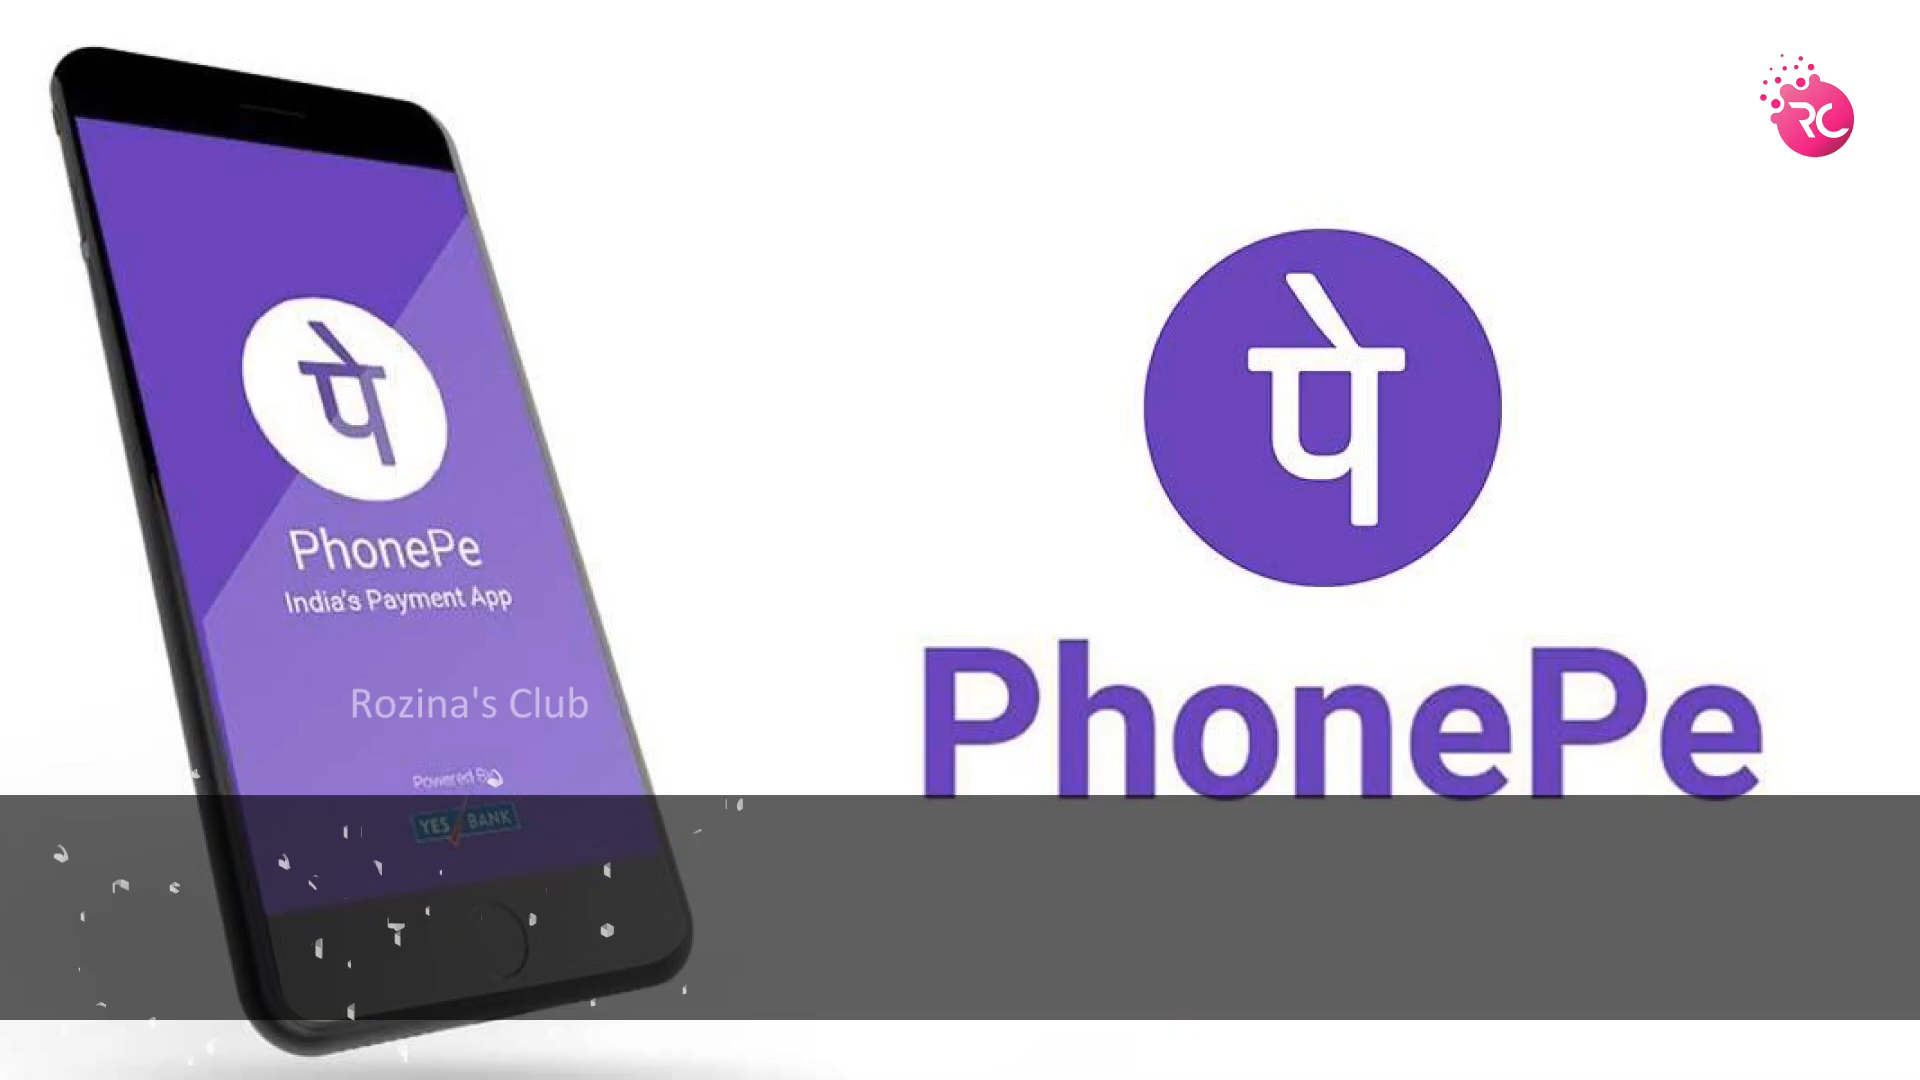 RC
पे
पे
PhonePe
India's Payment App
PhonePe
Rozina's Club
Powered By
YES BANK